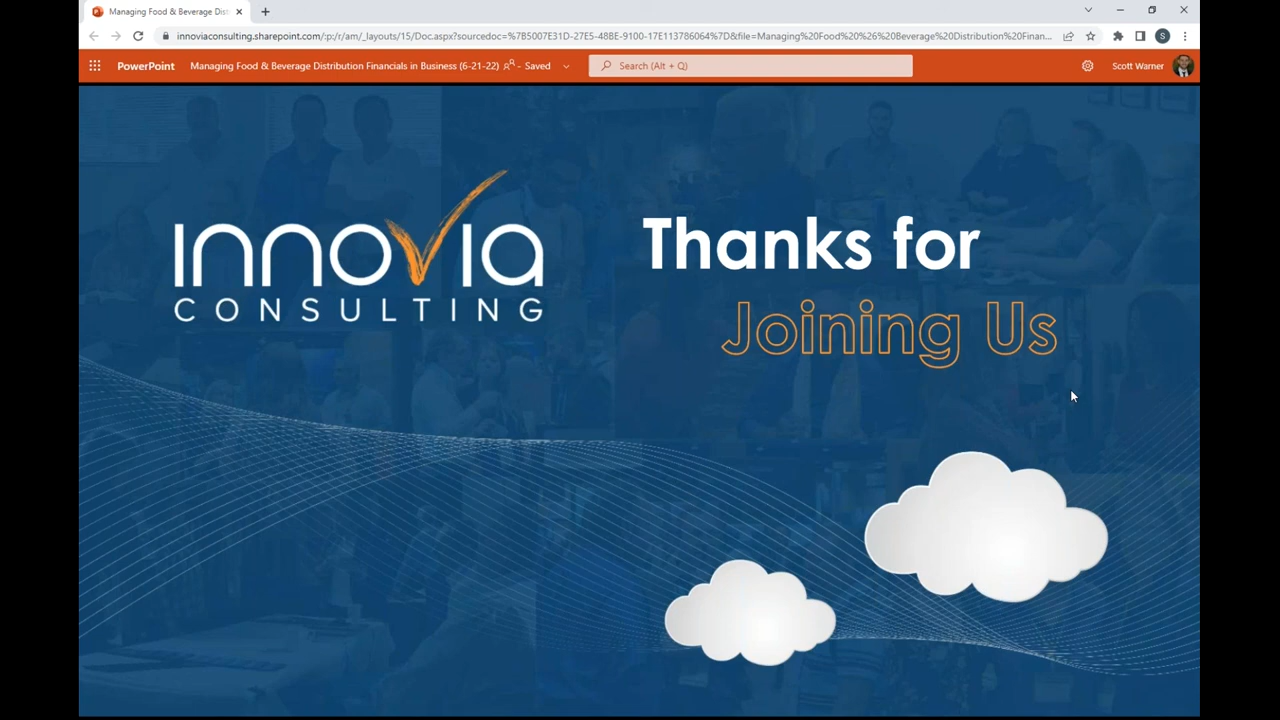 Managing Food & Beverage Dist
innoviaconsulting.sharepoint.com/:p:/r/am/_layouts/15/Doc.aspx?sourcedoc=%7B5007E31D-27E5-48BE-9100-17E113786064%7D&file=Managing%20Food%20%26%20Beverage%20Distribution%20Finan...
S
PowerPoint
Managing Food & Beverage Distribution Financials in Business (6-21-22) - Saved
Search (Alt + Q)
Scott Warner
INNOVIA
CONSULTING
Thanks for
Joining Us